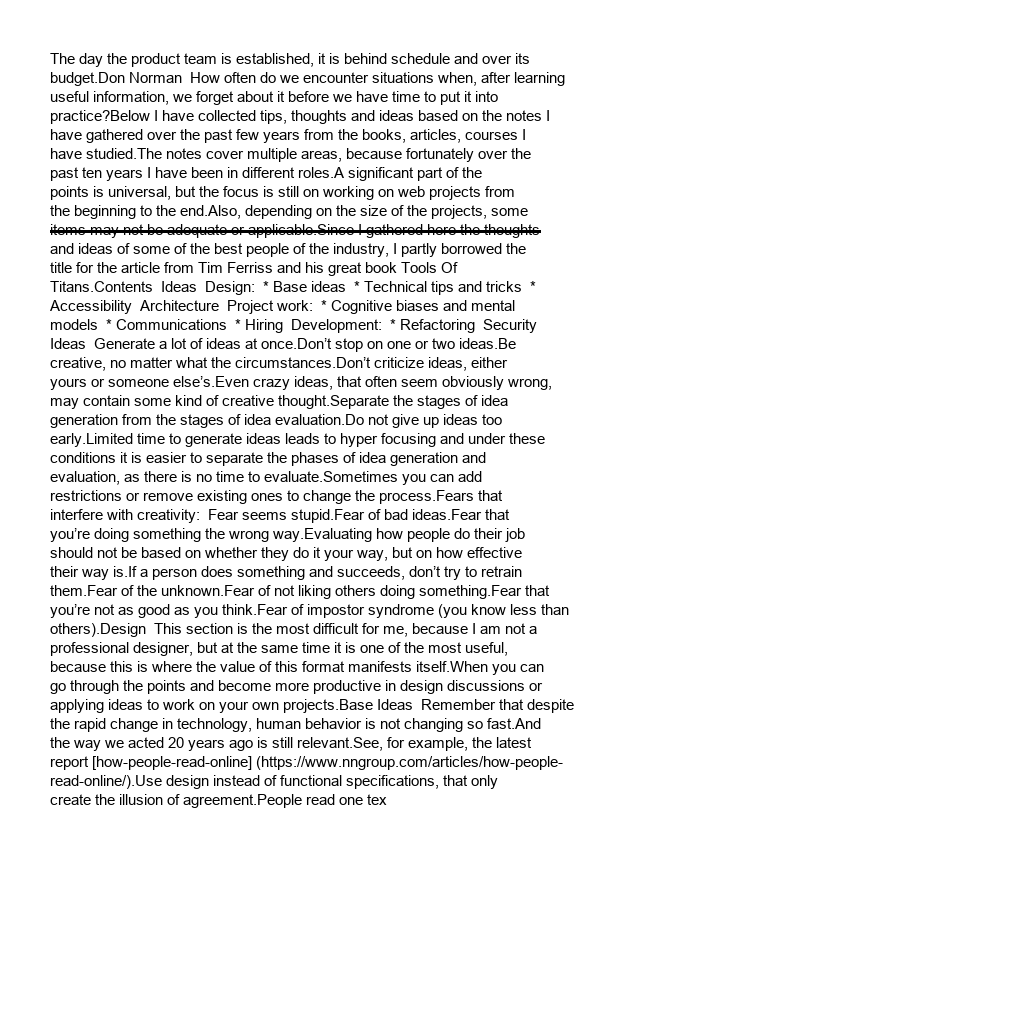 The day the product team is established, it is behind schedule and over its
budget.Don Norman  How often do we encounter situations when, after learning
useful information, we forget about it before we have time to put it into
practice?Below I have collected tips, thoughts and ideas based on the notes I
have gathered over the past few years from the books, articles, courses I
have studied.The notes cover multiple areas, because fortunately over the
past ten years I have been in different roles.A significant part of the
points is universal, but the focus is still on working on web projects from
the beginning to the end.Also, depending on the size of the projects, some
items may not be adequate or applicable.Since I gathered here the thoughts
and ideas of some of the best people of the industry, I partly borrowed the
title for the article from Tim Ferriss and his great book Tools Of
Titans.Contents  Ideas  Design:  * Base ideas  * Technical tips and tricks  *
Accessibility  Architecture  Project work:  * Cognitive biases and mental
models  * Communications  * Hiring  Development:  * Refactoring  Security
Ideas  Generate a lot of ideas at once.Don’t stop on one or two ideas.Be
creative, no matter what the circumstances.Don’t criticize ideas, either
yours or someone else’s.Even crazy ideas, that often seem obviously wrong,
may contain some kind of creative thought.Separate the stages of idea
generation from the stages of idea evaluation.Do not give up ideas too
early.Limited time to generate ideas leads to hyper focusing and under these
conditions it is easier to separate the phases of idea generation and
evaluation, as there is no time to evaluate.Sometimes you can add
restrictions or remove existing ones to change the process.Fears that
interfere with creativity:  Fear seems stupid.Fear of bad ideas.Fear that
you’re doing something the wrong way.Evaluating how people do their job
should not be based on whether they do it your way, but on how effective
their way is.If a person does something and succeeds, don’t try to retrain
them.Fear of the unknown.Fear of not liking others doing something.Fear that
you’re not as good as you think.Fear of impostor syndrome (you know less than
others).Design  This section is the most difficult for me, because I am not a
professional designer, but at the same time it is one of the most useful,
because this is where the value of this format manifests itself.When you can
go through the points and become more productive in design discussions or
applying ideas to work on your own projects.Base Ideas  Remember that despite
the rapid change in technology, human behavior is not changing so fast.And
the way we acted 20 years ago is still relevant.See, for example, the latest
report [how-people-read-online] (https://www.nngroup.com/articles/how-people-
read-online/).Use design instead of functional specifications, that only
create the illusion of agreement.People read one tex